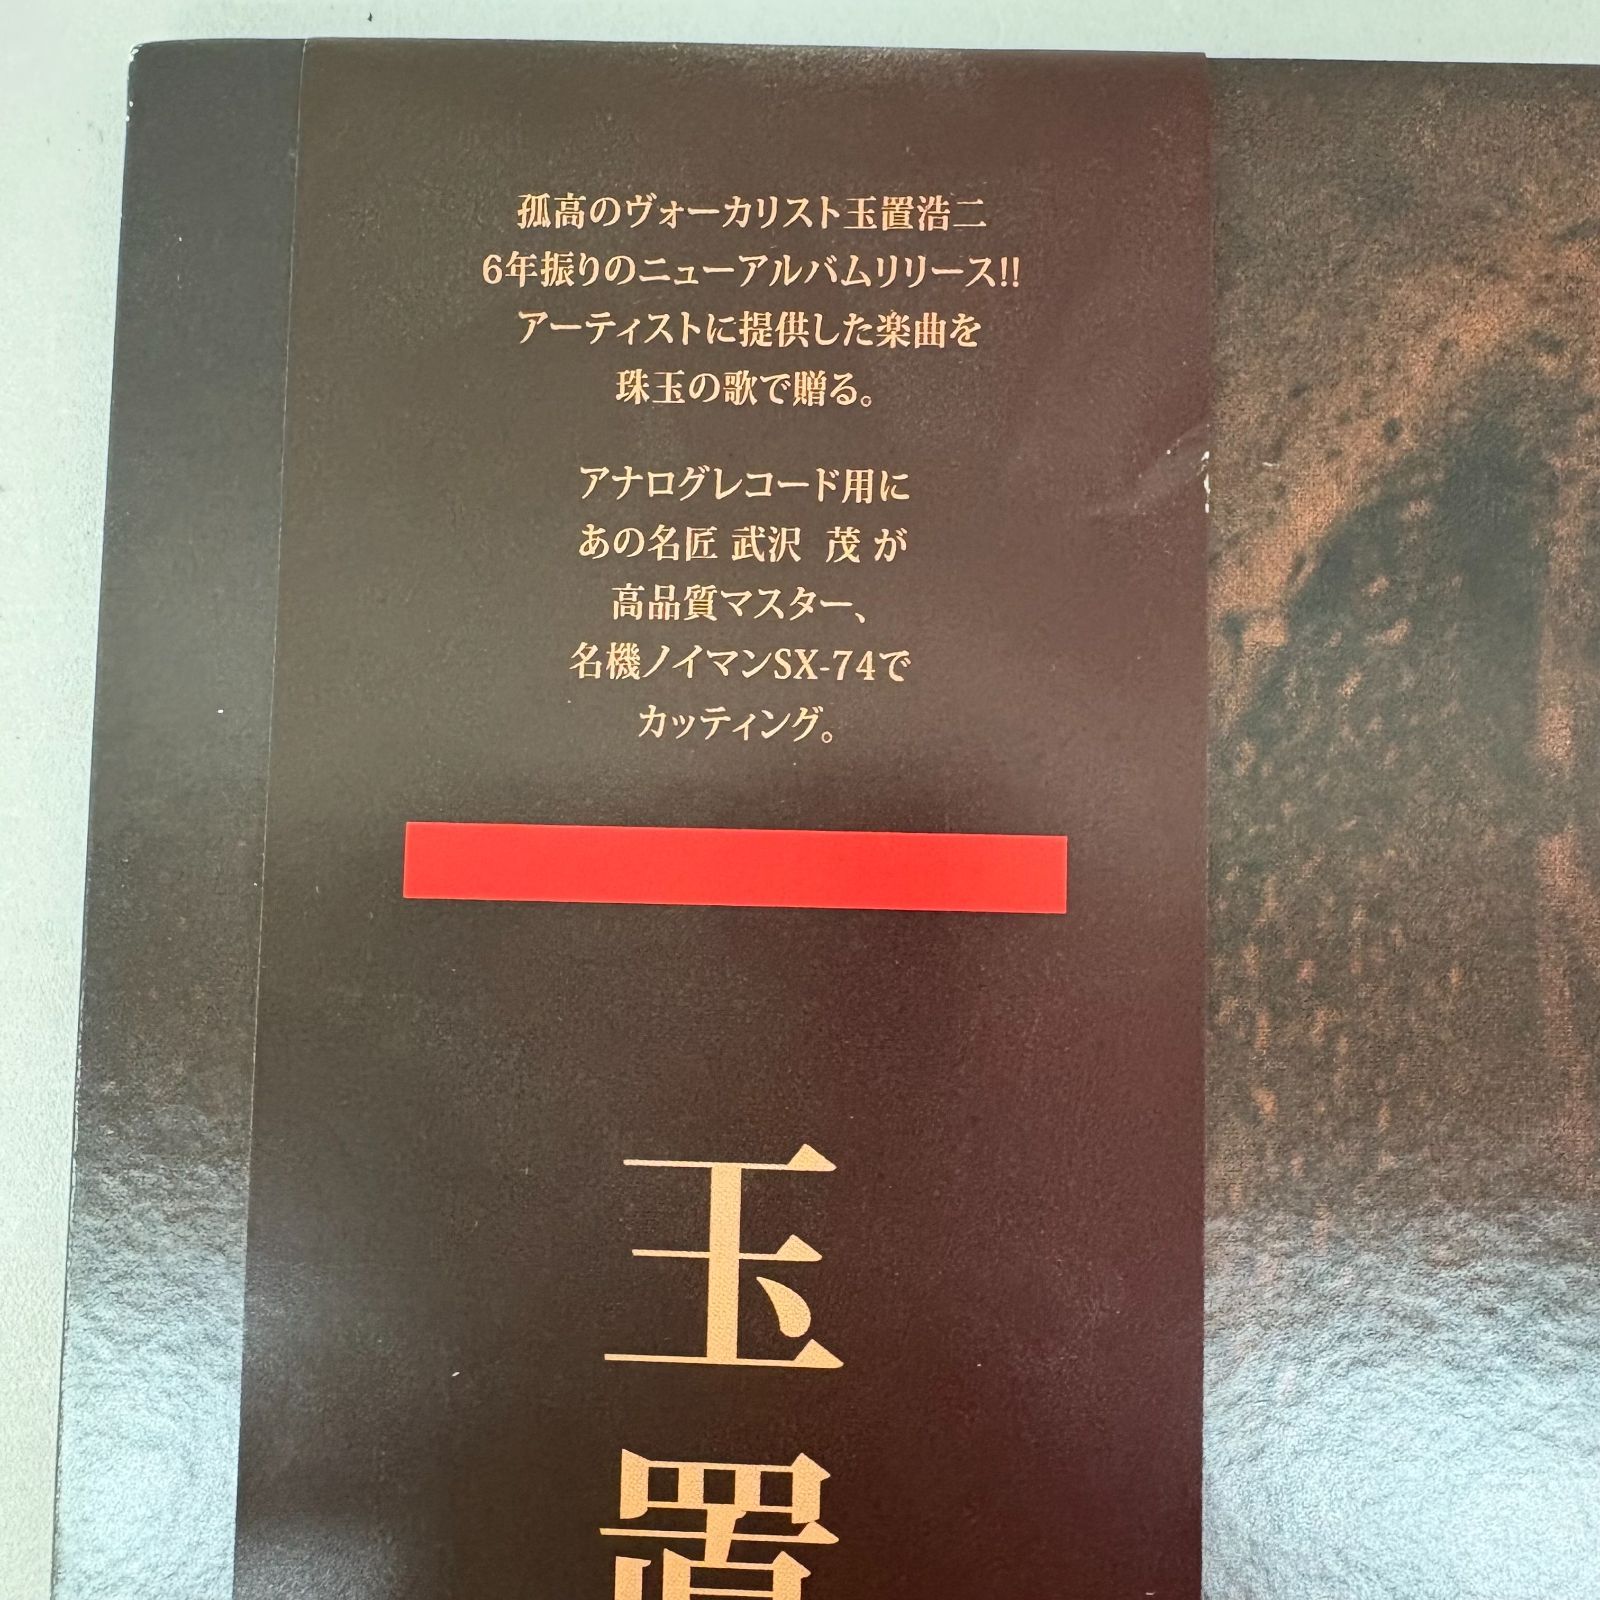 孤高のヴォーカリスト玉置浩二
6年振りのニューアルバムリリース!!
アーティストに提供した楽曲を
珠玉の歌で贈る。
アナログレコード用に
あの名匠 武沢 茂 が
高品質マスター、
名機ノイマンSX-74で
カッティング。
玉置